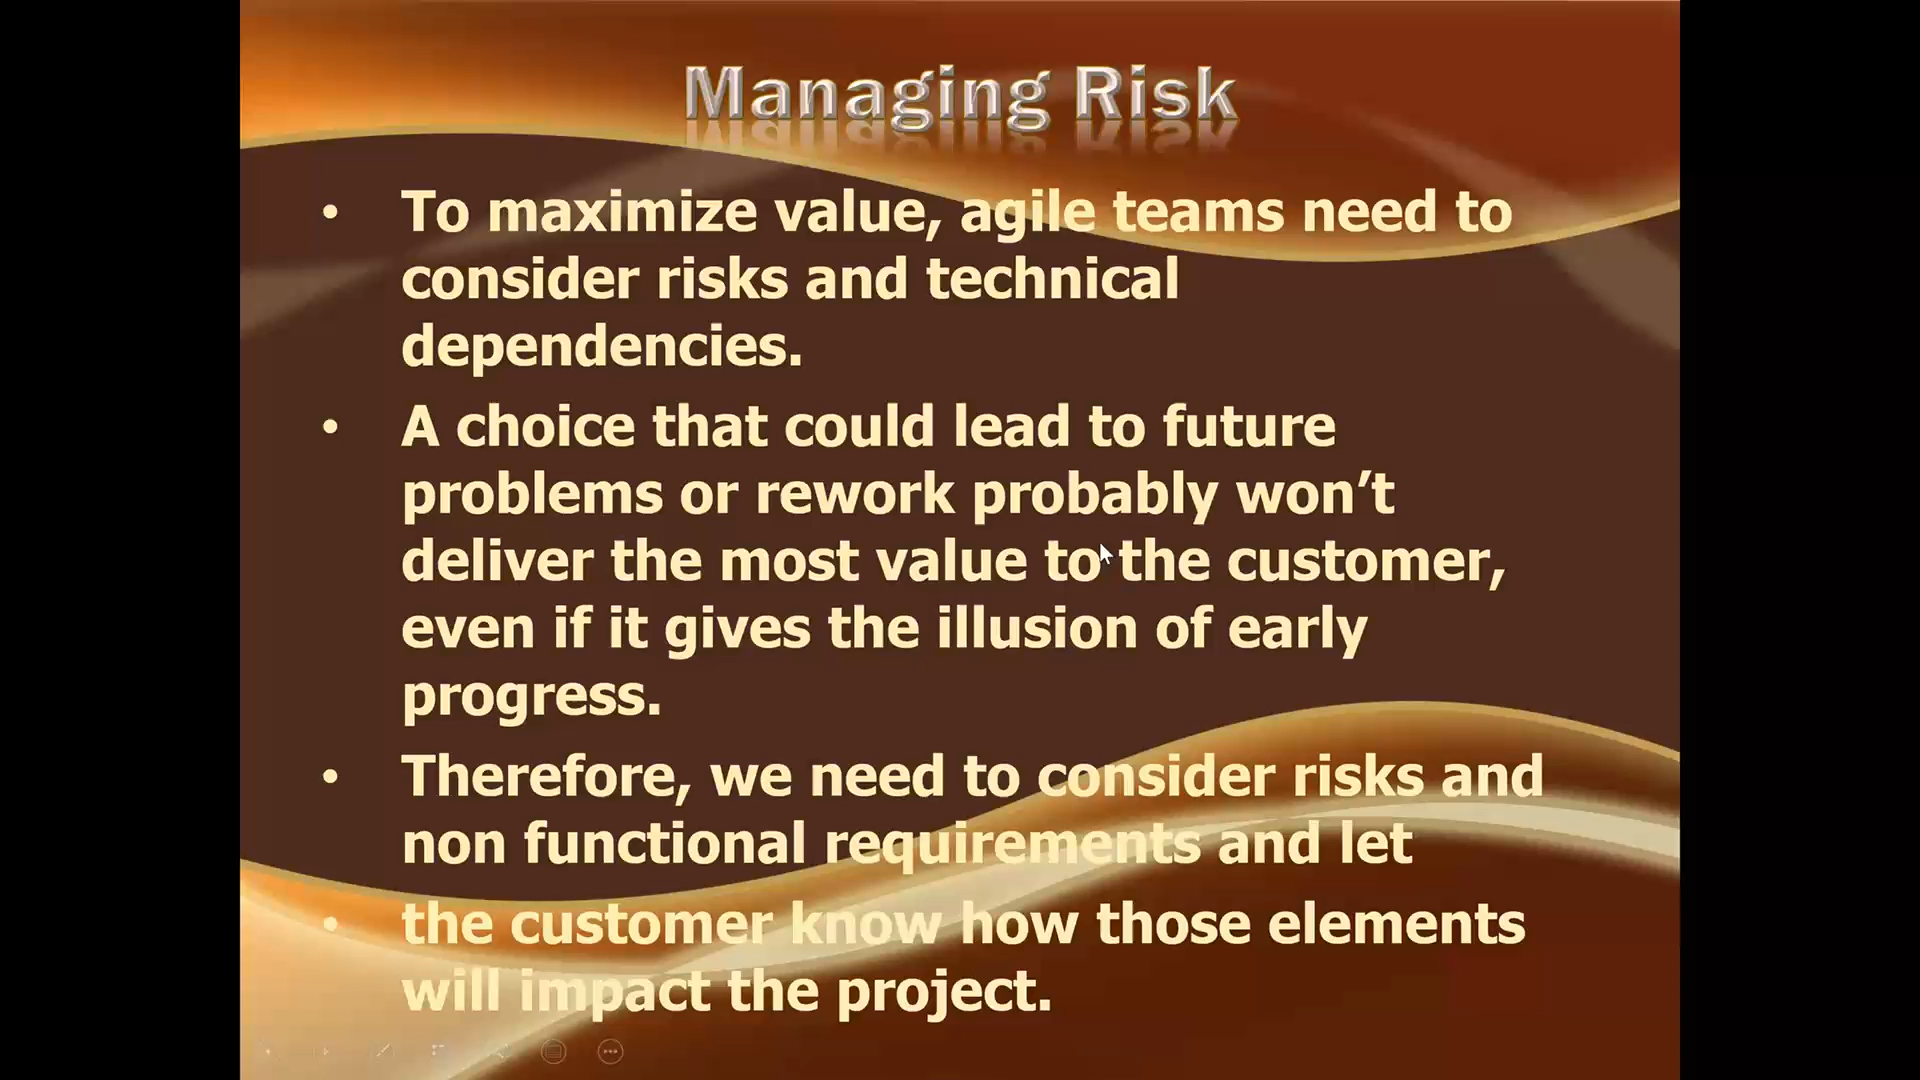 Managing Risk
• To maximize value, agile teams need to
consider risks and technical
dependencies.
• A choice that could lead to future
problems or rework probably won’t
deliver the most value to the customer,
even if it gives the illusion of early
progress.
• Therefore, we need to consider risks and
non functional requirements and let
• the customer know how those elements
will impact the project.